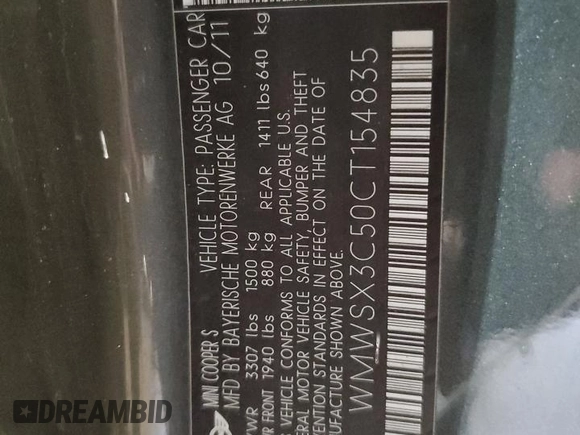 MINI COOPER S VEHICLE TYPE: PASSENGER CAR
MFD BY BAYERISCHE MOTORENWERKE AG 10/11
3307 lbs 1500 kg
FRONT 1940 lbs 880 kg REAR 1411 lbs 640 kg
VEHICLE CONFORMS TO ALL APPLICABLE U.S.
MOTOR VEHICLE SAFETY, BUMPER AND THEFT
STANDARDS IN EFFECT ON THE DATE OF
SHOWN ABOVE.
WMWSX3C50CT154835
DREAMBID